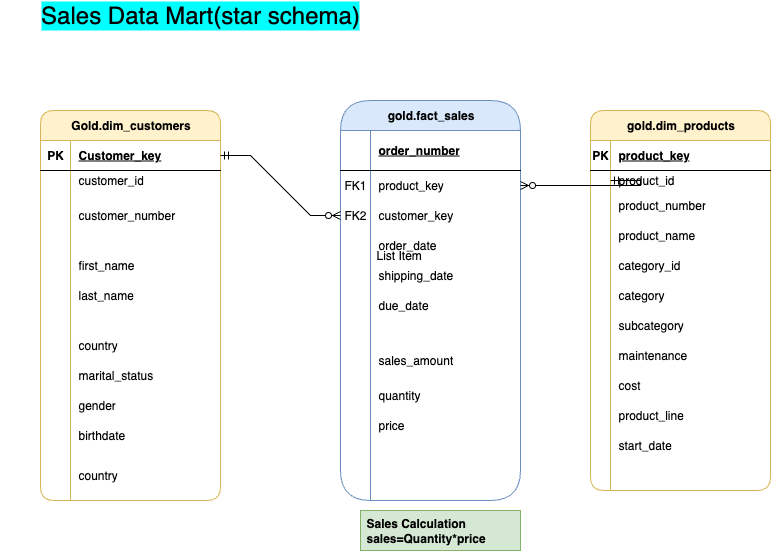 Sales Data Mart(star schema)
Gold.dim_customers
PK Customer_key
customer_id
customer_number
first_name
last_name
country
marital_status
gender
birthdate
country
gold.fact_sales
order_number
FK1 product_key
FK2 customer_key
order_date
List Item
shipping_date
due_date
sales_amount
quantity
price
Sales Calculation
sales=Quantity*price
gold.dim_products
PK product_key
product_id
product_number
product_name
category_id
category
subcategory
maintenance
cost
product_line
start_date